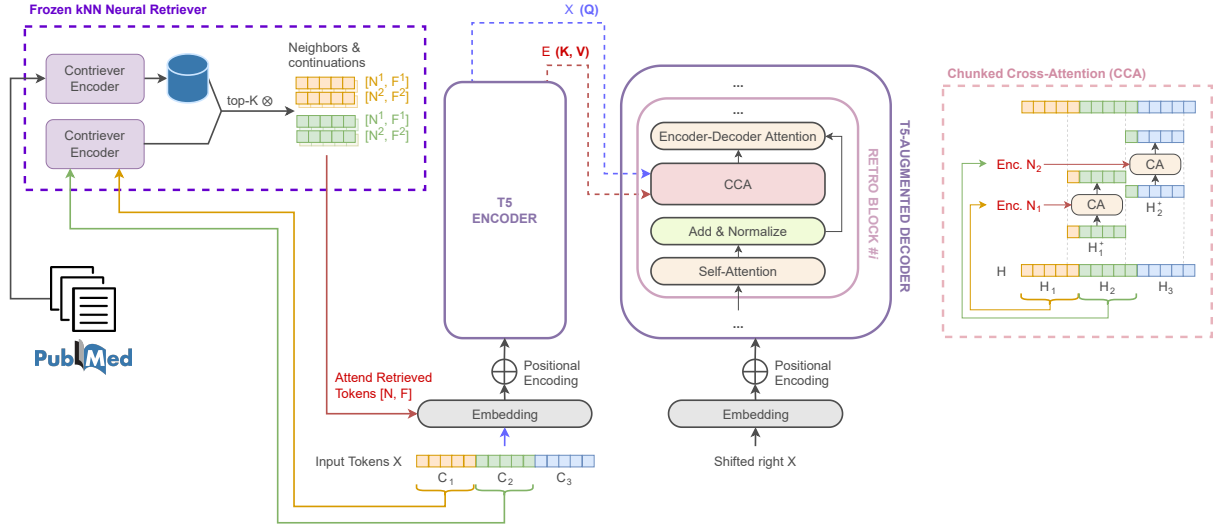 Frozen kNN Neural Retriever
Contriever
Encoder
Contriever
Encoder
top-K ⊗
Neighbors &
continuations
[N¹, F¹]
[N², F²]
[N¹, F¹]
[N², F²]
PubMed
Attend Retrieved
Tokens [N, F]
X (Q)
E (K, V)
T5
ENCODER
Positional
Encoding
Embedding
Input Tokens X
C₁
C₂
C₃
...
Encoder-Decoder Attention
CCA
Add & Normalize
Self-Attention
...
RETRO BLOCK #i
T5-AUGMENTED DECODER
Positional
Encoding
Embedding
Shifted right X
Chunked Cross-Attention (CCA)
Enc. N₂
CA
H₂⁺
Enc. N₁
CA
H₁⁺
H
H₁
H₂
H₃